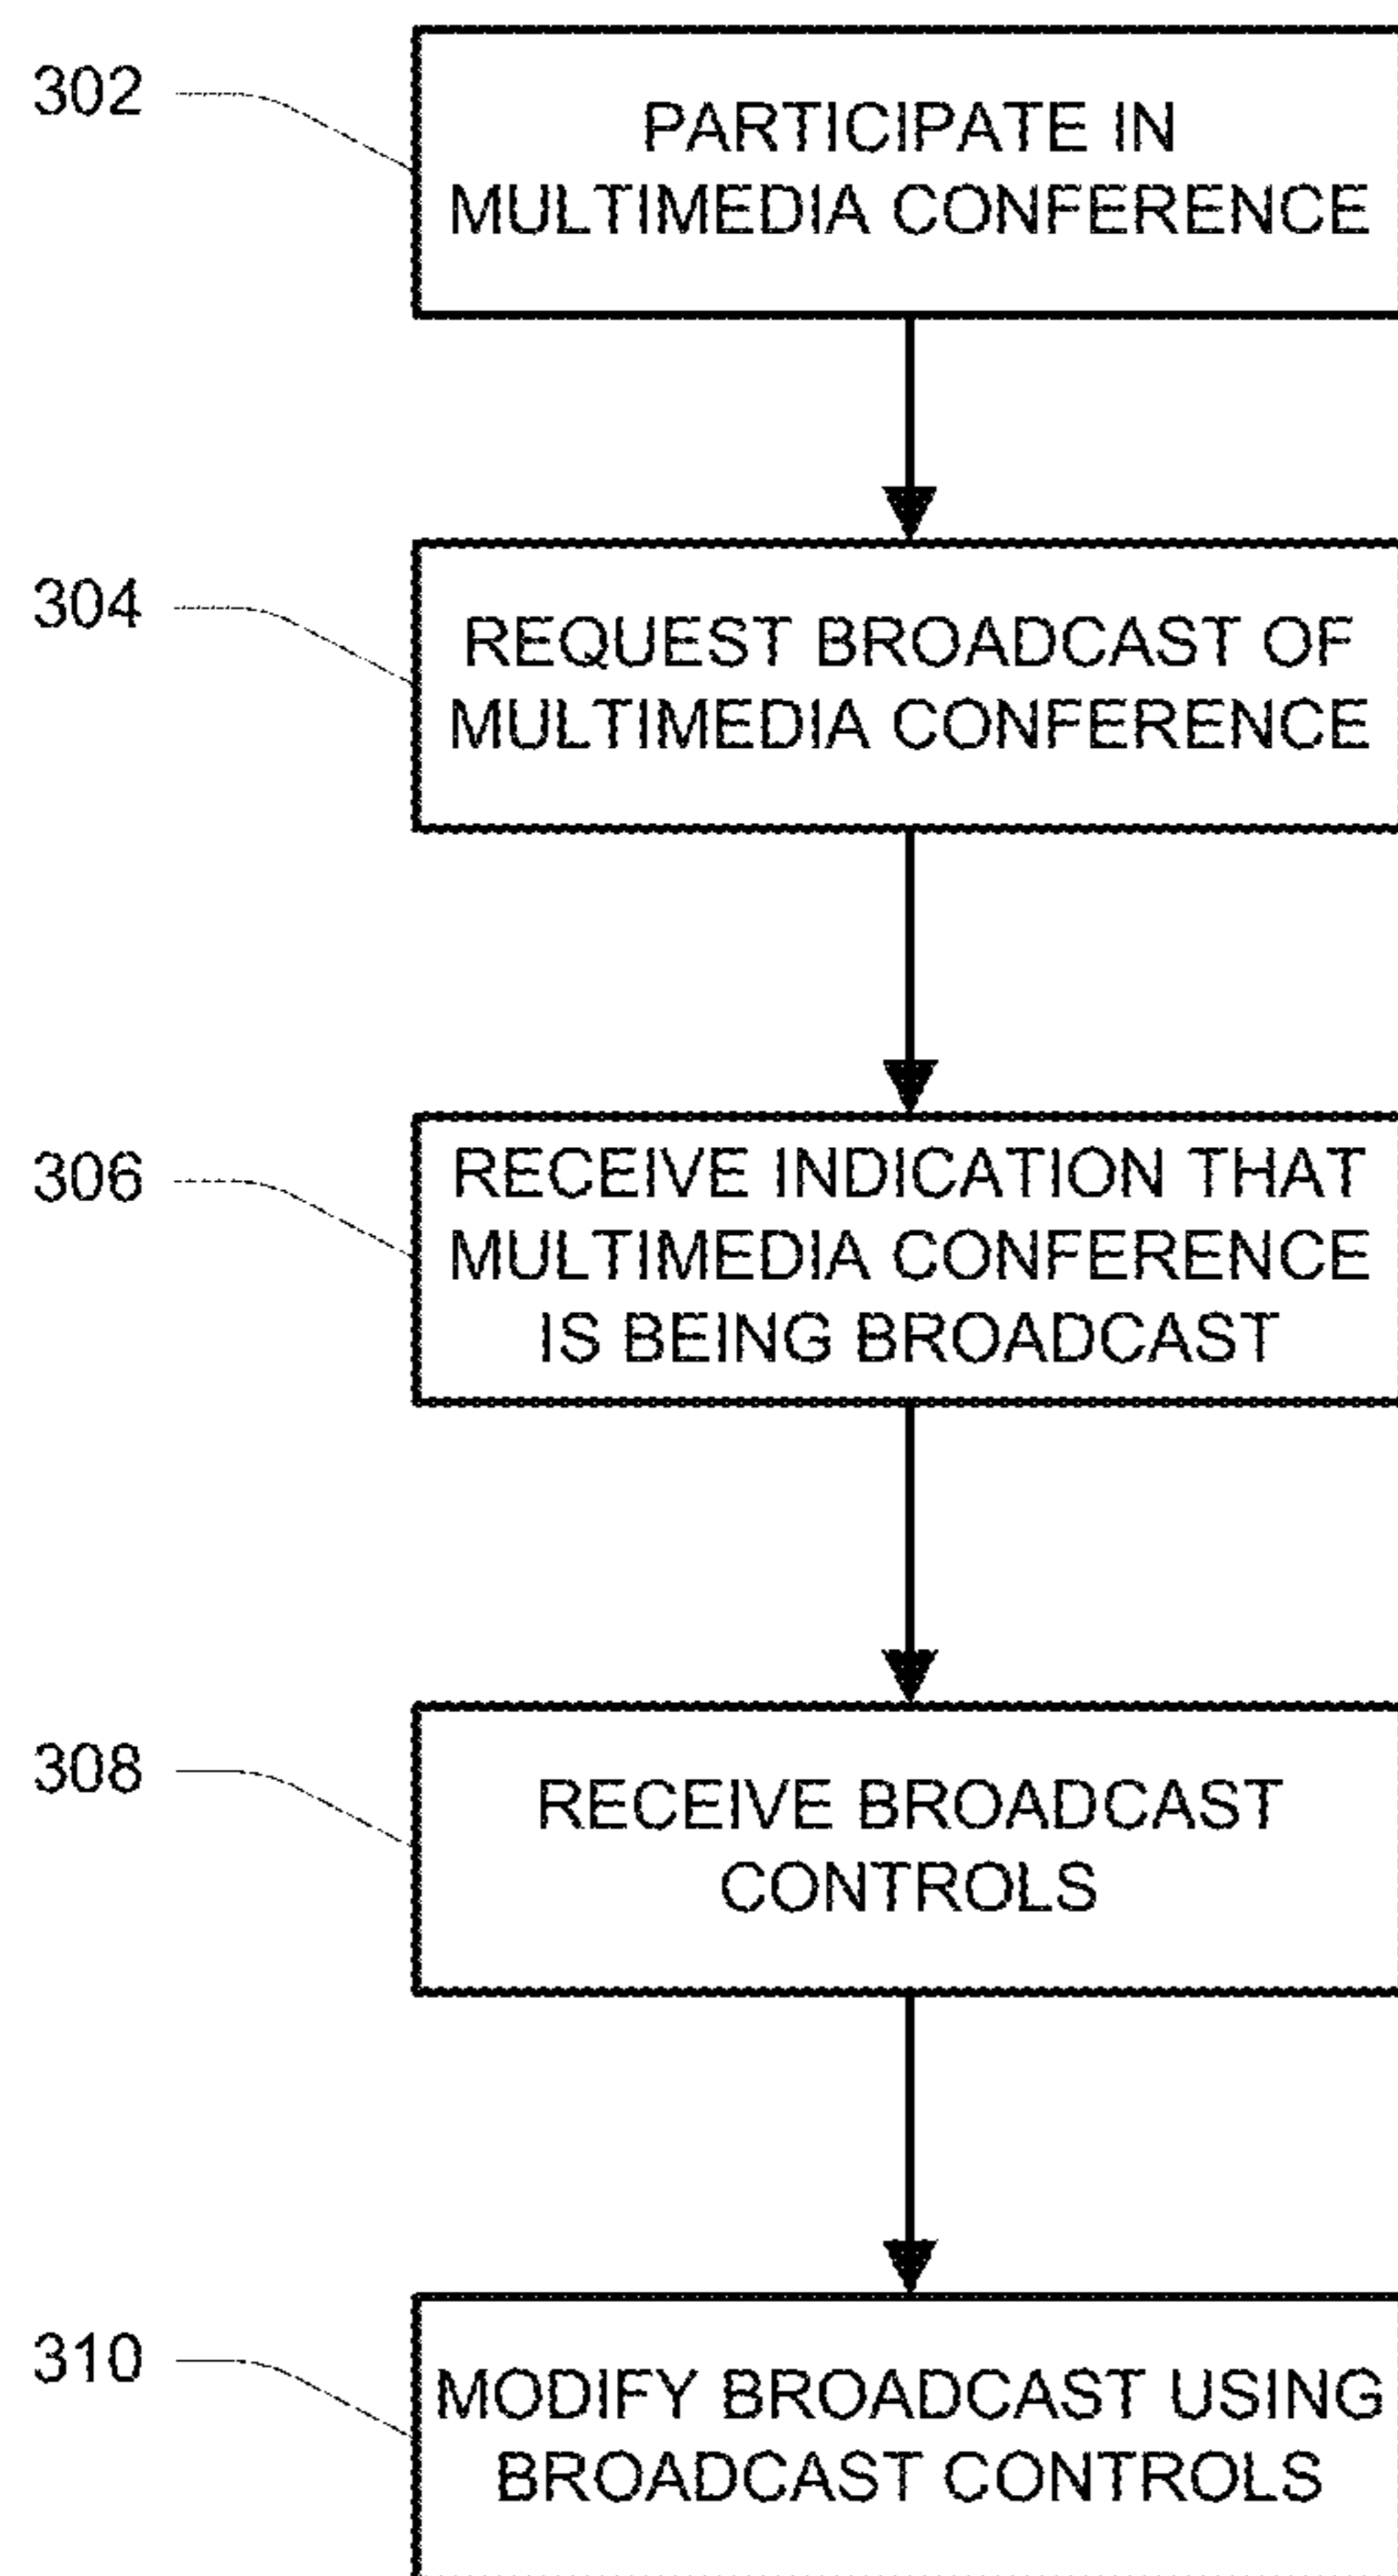 302
PARTICIPATE IN
MULTIMEDIA CONFERENCE
304
REQUEST BROADCAST OF
MULTIMEDIA CONFERENCE
306
RECEIVE INDICATION THAT
MULTIMEDIA CONFERENCE
IS BEING BROADCAST
308
RECEIVE BROADCAST
CONTROLS
310
MODIFY BROADCAST USING
BROADCAST CONTROLS